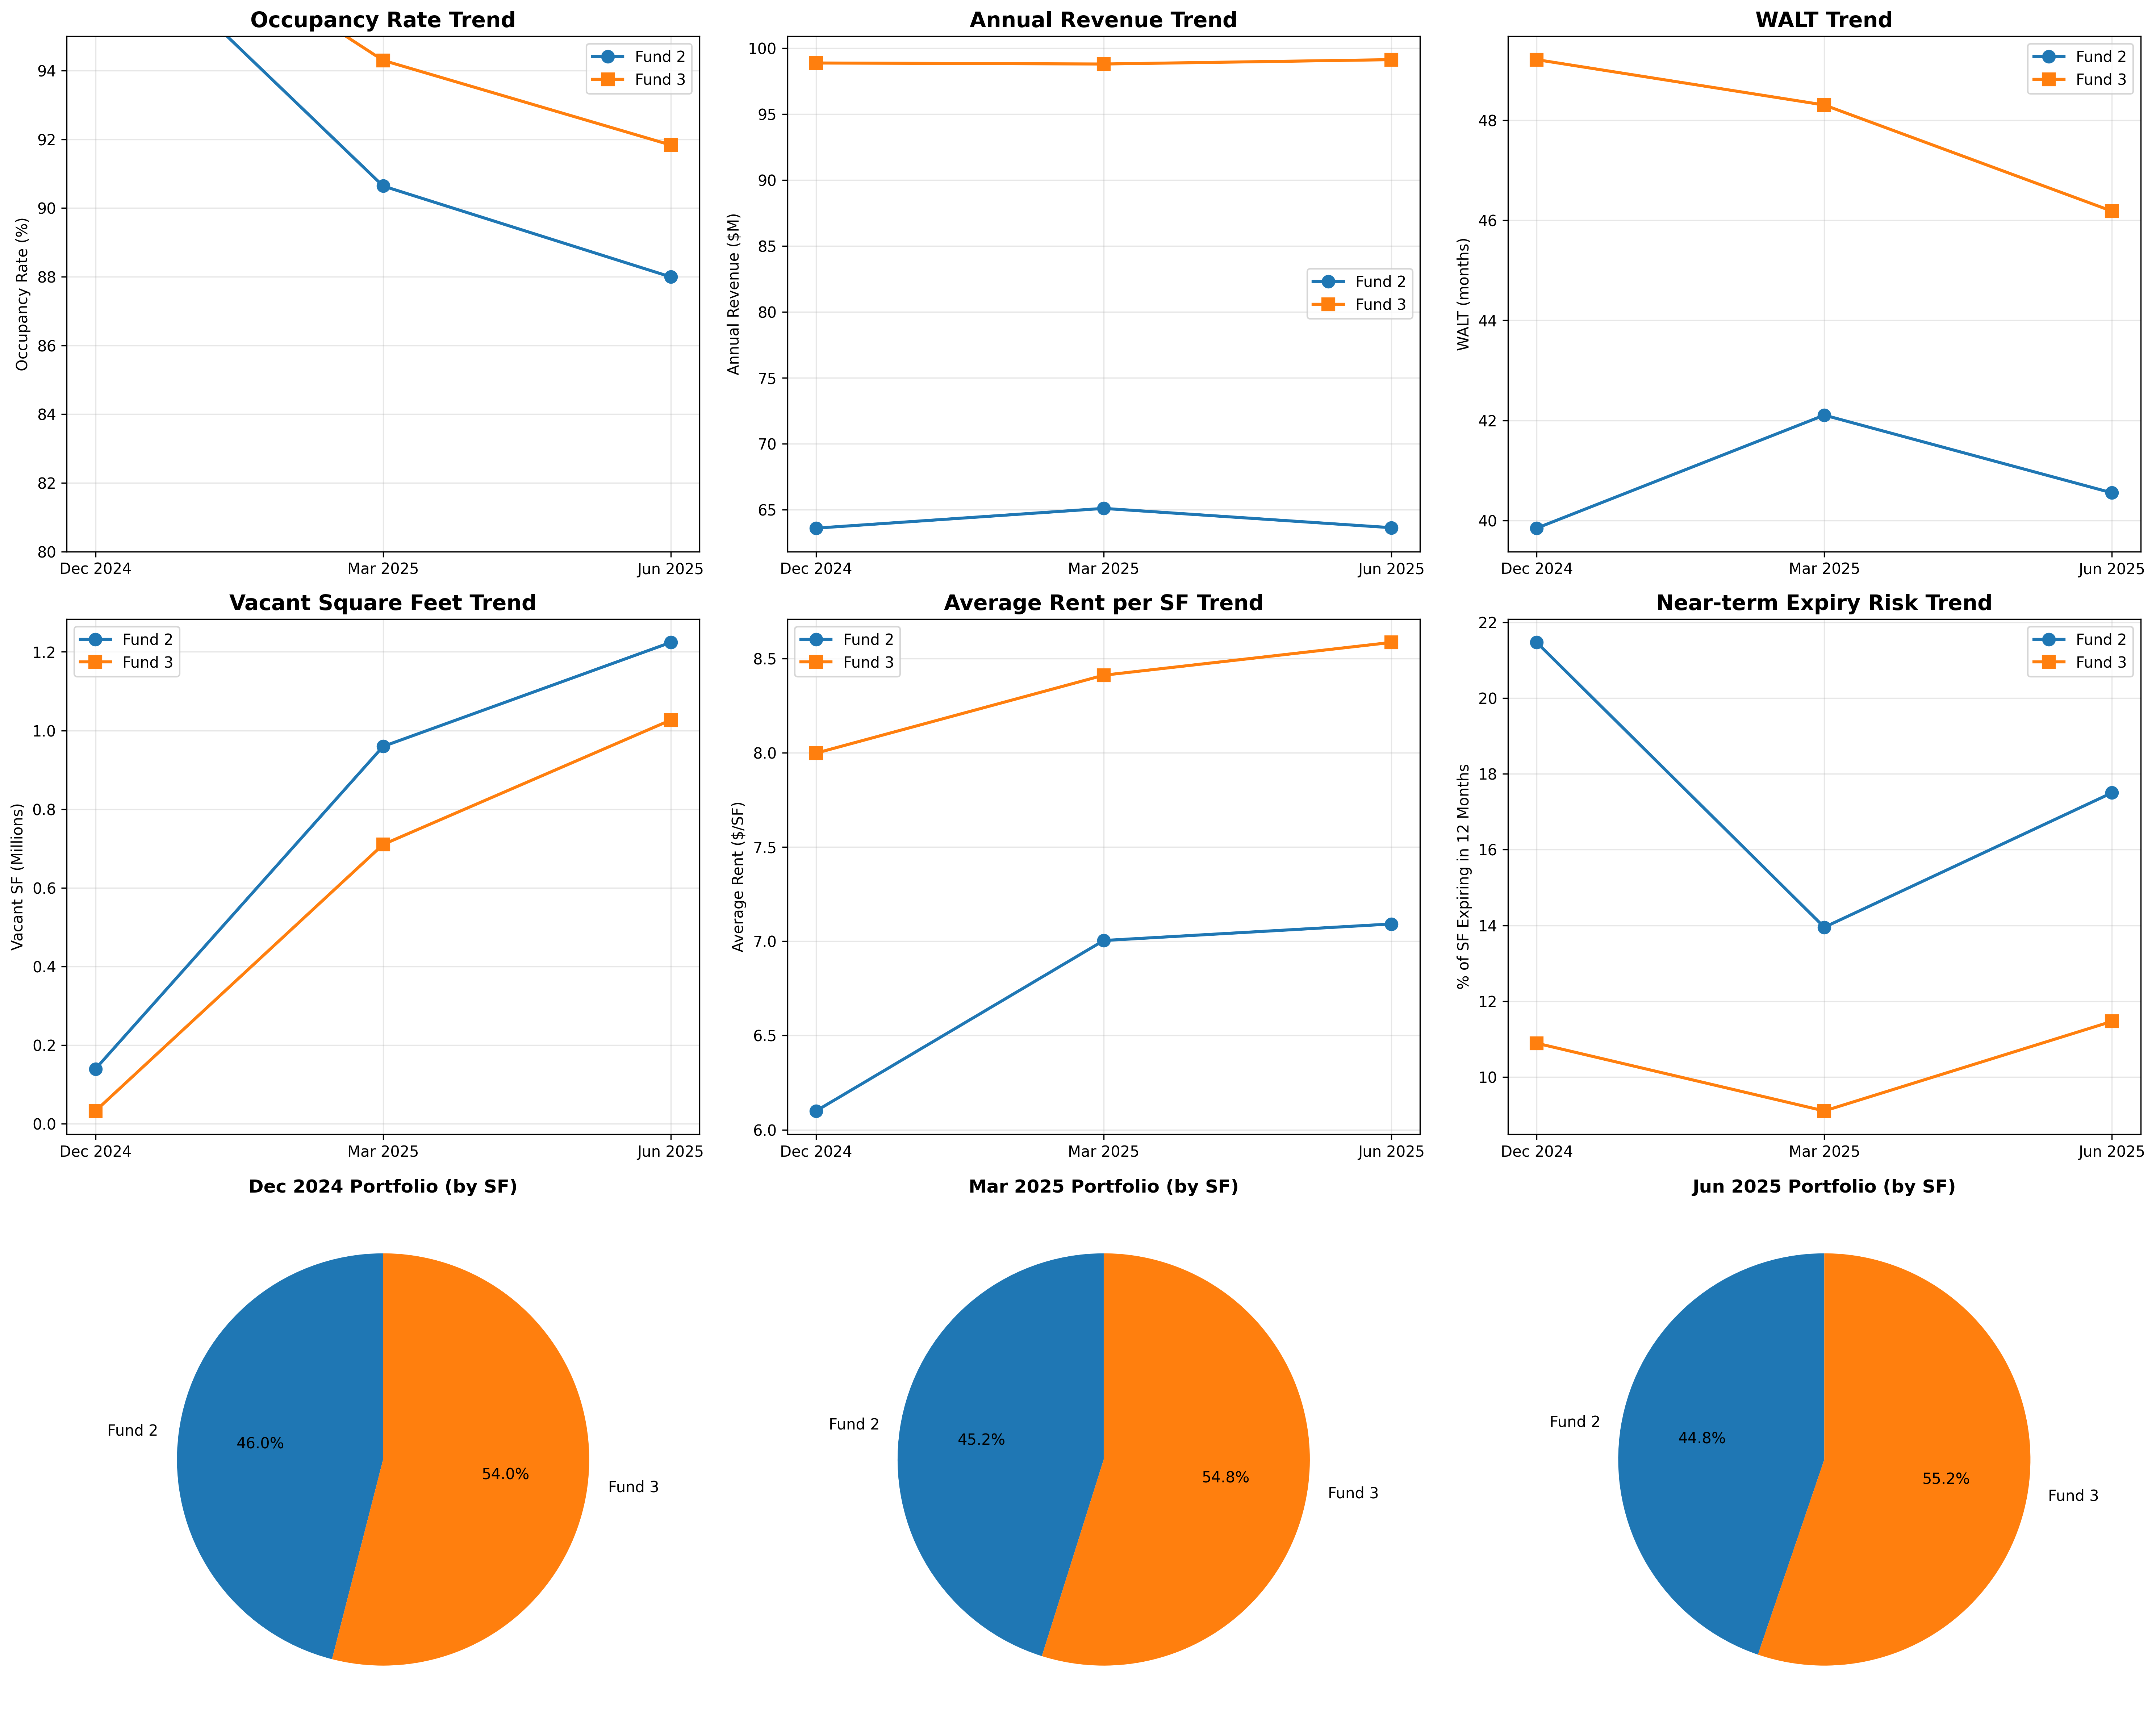 Occupancy Rate Trend
Occupancy Rate (%)
94
92
90
88
86
84
82
80
Dec 2024 Mar 2025 Jun 2025
Fund 2
Fund 3
Annual Revenue Trend
Annual Revenue ($M)
100
95
90
85
80
75
70
65
Dec 2024 Mar 2025 Jun 2025
Fund 2
Fund 3
WALT Trend
WALT (months)
48
46
44
42
40
Dec 2024 Mar 2025 Jun 2025
Fund 2
Fund 3
Vacant Square Feet Trend
Vacant SF (Millions)
1.2
1.0
0.8
0.6
0.4
0.2
0.0
Dec 2024 Mar 2025 Jun 2025
Fund 2
Fund 3
Average Rent per SF Trend
Average Rent ($/SF)
8.5
8.0
7.5
7.0
6.5
6.0
Dec 2024 Mar 2025 Jun 2025
Fund 2
Fund 3
Near-term Expiry Risk Trend
% of SF Expiring in 12 Months
22
20
18
16
14
12
10
Dec 2024 Mar 2025 Jun 2025
Fund 2
Fund 3
Dec 2024 Portfolio (by SF)
Fund 2
46.0%
54.0%
Fund 3
Mar 2025 Portfolio (by SF)
Fund 2
45.2%
54.8%
Fund 3
Jun 2025 Portfolio (by SF)
Fund 2
44.8%
55.2%
Fund 3